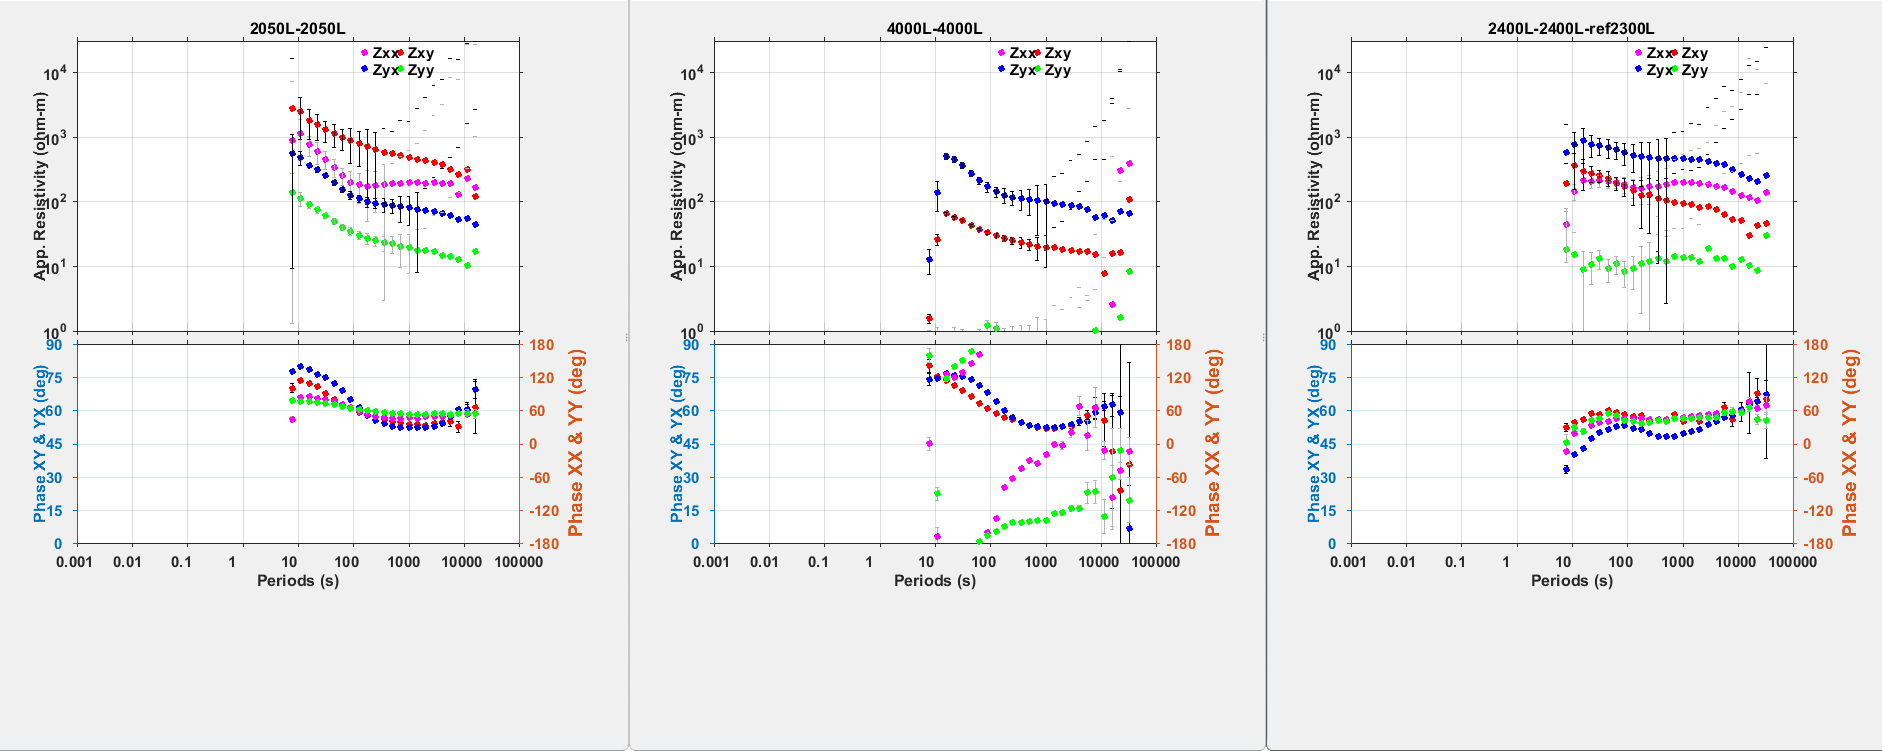 2050L-2050L
Zxx Zxy
Zyx Zyy
10^4
10^3
10^2
10^1
10^0
App. Resistivity (ohm-m)
90
75
60
45
30
15
0
Phase XY & YX (deg)
180
120
60
0
-60
-120
-180
Phase XX & YY (deg)
0.001 0.01 0.1 1 10 100 1000 10000 100000
Periods (s)
4000L-4000L
Zxx Zxy
Zyx Zyy
10^4
10^3
10^2
10^1
10^0
App. Resistivity (ohm-m)
90
75
60
45
30
15
0
Phase XY & YX (deg)
180
120
60
0
-60
-120
-180
Phase XX & YY (deg)
0.001 0.01 0.1 1 10 100 1000 10000 100000
Periods (s)
2400L-2400L-ref2300L
Zxx Zxy
Zyx Zyy
10^4
10^3
10^2
10^1
10^0
App. Resistivity (ohm-m)
90
75
60
45
30
15
0
Phase XY & YX (deg)
180
120
60
0
-60
-120
-180
Phase XX & YY (deg)
0.001 0.01 0.1 1 10 100 1000 10000 100000
Periods (s)